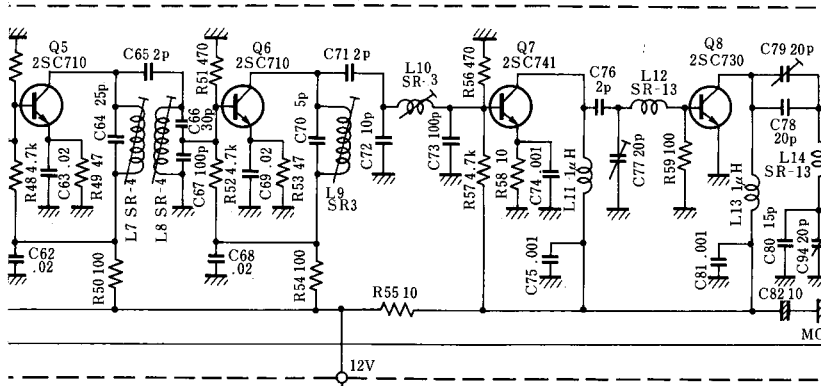 Q5
2SC710
C65 2p
R51 470
Q6
2SC710
C71 2p
L10
SR-3
R56 470
Q7
2SC741
C76
2p
L12
SR-13
Q8
2SC730
C79 20p
C64 25p
C66
30p
C70 5p
C72 10p
C73 100p
C77 20p
C78
20p
L14
SR-13
R48 4.7k
C63 .02
R49 47
L7 SR-4
L8 SR-4
C67 100p
R52 4.7k
C69 .02
R53 47
L9
SR3
R57 4.7k
R58 10
C74 .001
L11 1μH
R59 100
L13 1μH
C80 15p
C94 20p
C62
.02
R50 100
C68
.02
R54 100
R55 10
C75 .001
C81 .001
C82 10
MC
12V